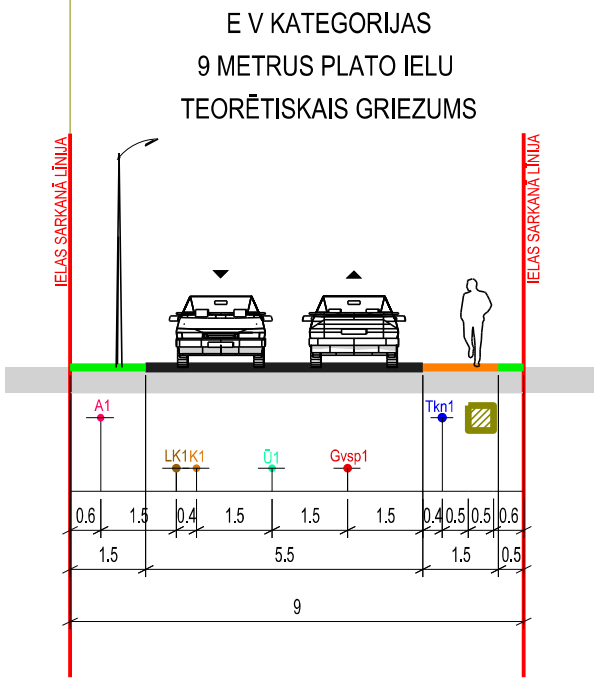 E V KATEGORIJAS
9 METRUS PLATO IELU
TEORĒTISKAIS GRIEZUMS
IELAS SARKANĀ LĪNIJA
IELAS SARKANĀ LĪNIJA
A1
Tkn1
LK1
K1
Ū1
Gvsp1
0.6
1.5
0.4
1.5
1.5
1.5
0.4
0.5
0.5
0.6
1.5
5.5
1.5
0.5
9